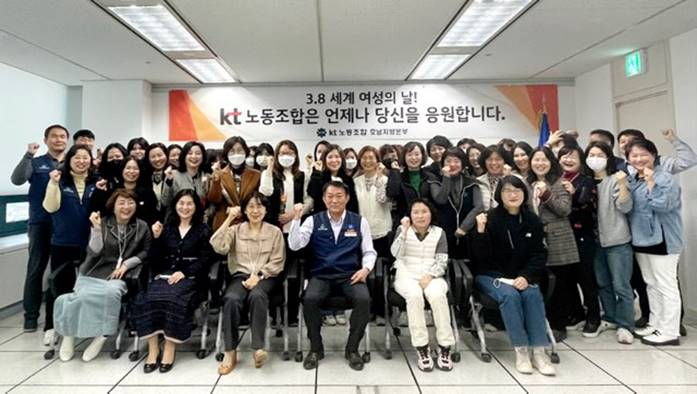 3.8 세계 여성의 날!
kt 노동조합은 언제나 당신을 응원합니다.
kt 노동조합 호남지방본부